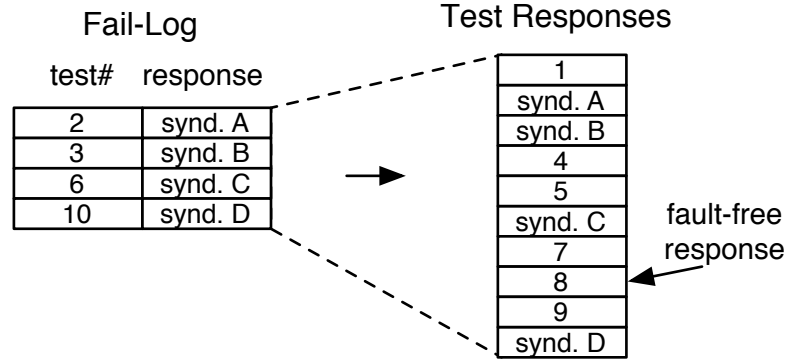 Fail-Log
test# response
2 synd. A
3 synd. B
6 synd. C
10 synd. D
Test Responses
1
synd. A
synd. B
4
5
synd. C
7
8
9
synd. D
fault-free
response